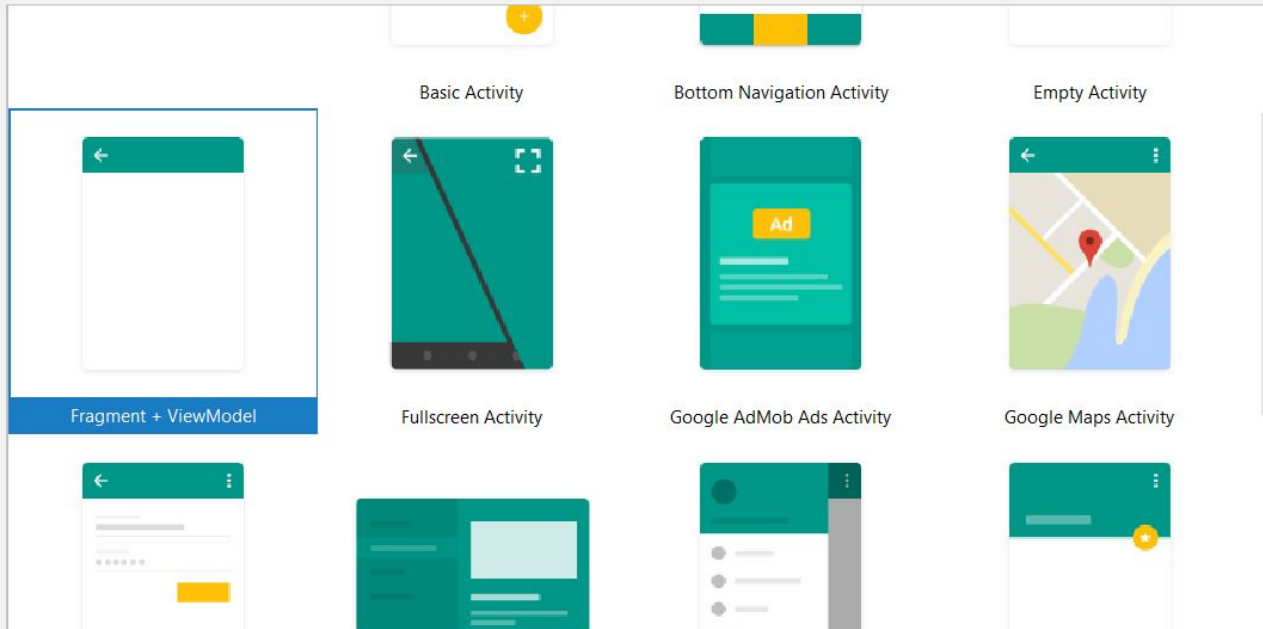 Basic Activity
Bottom Navigation Activity
Empty Activity
Ad
Fragment + ViewModel
Fullscreen Activity
Google AdMob Ads Activity
Google Maps Activity